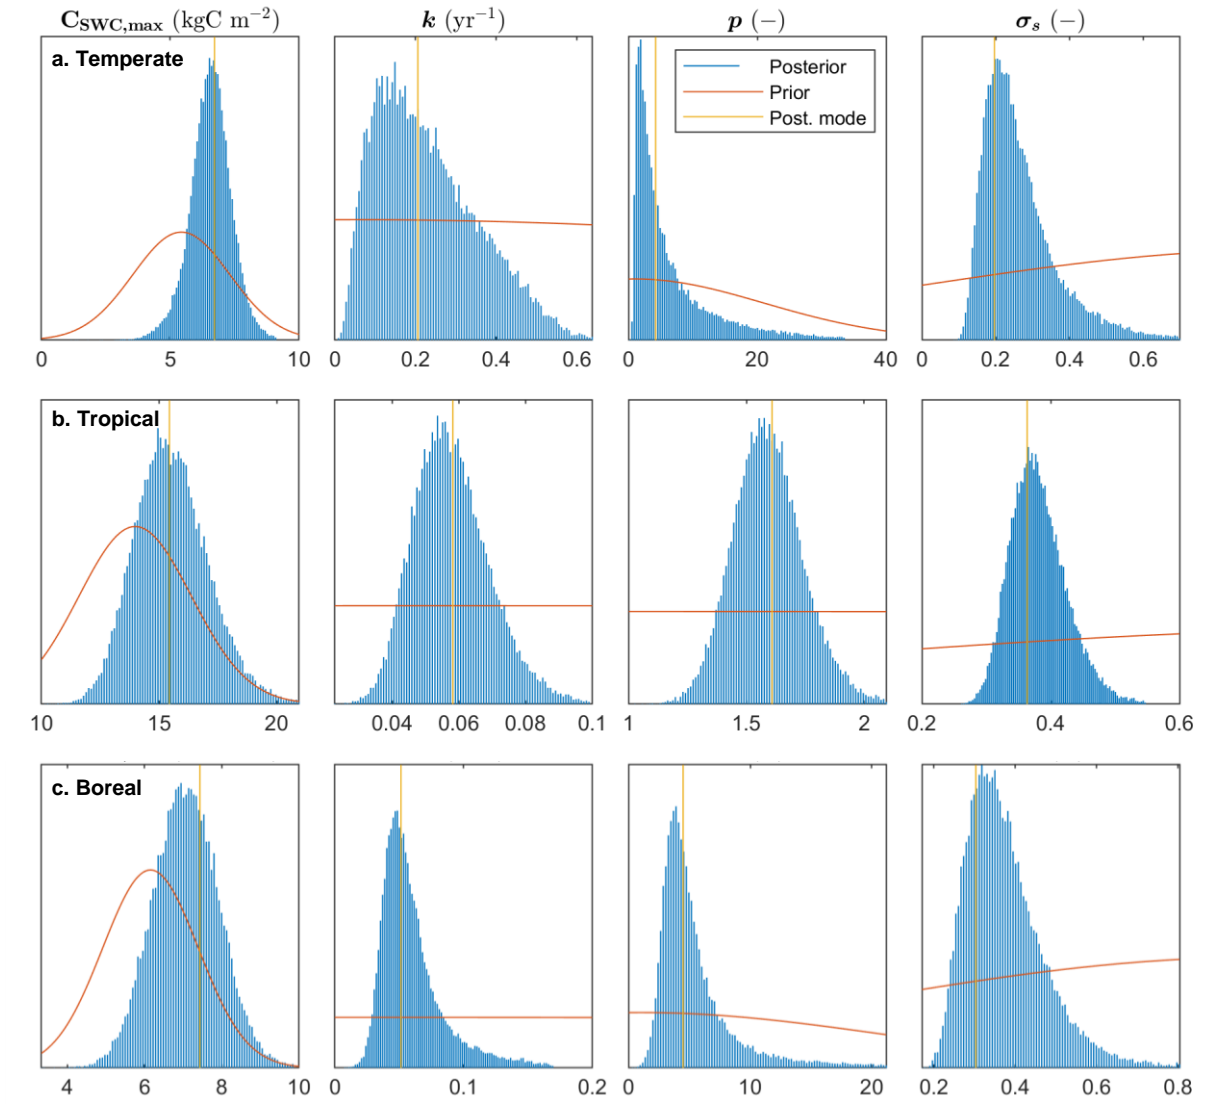 C_SWC,max (kgC m⁻²) k (yr⁻¹) p (−) σ_s (−)
a. Temperate
Posterior
Prior
Post. mode
0 5 10 0 0.2 0.4 0.6 0 20 40 0 0.2 0.4 0.6
b. Tropical
10 15 20 0.04 0.06 0.08 0.1 1 1.5 2 0.2 0.4 0.6
c. Boreal
4 6 8 10 0 0.1 0.2 0 10 20 0.2 0.4 0.6 0.8